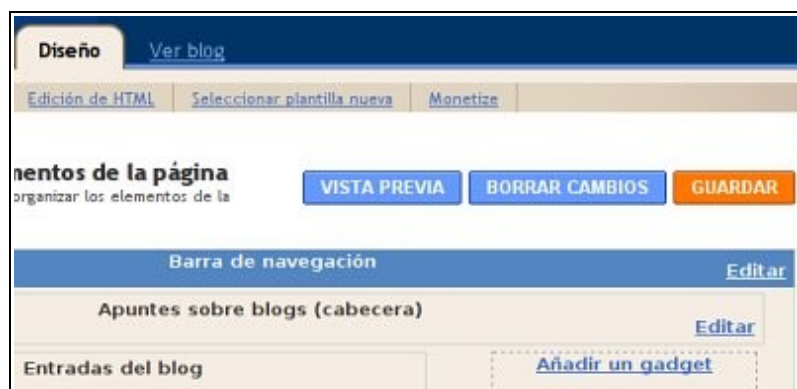 Diseño Ver blog
Edición de HTML Seleccionar plantilla nueva Monetize
mentos de la página
organizar los elementos de la
VISTA PREVIA BORRAR CAMBIOS GUARDAR
Barra de navegación
Editar
Apuntes sobre blogs (cabecera)
Editar
Entradas del blog Añadir un gadget